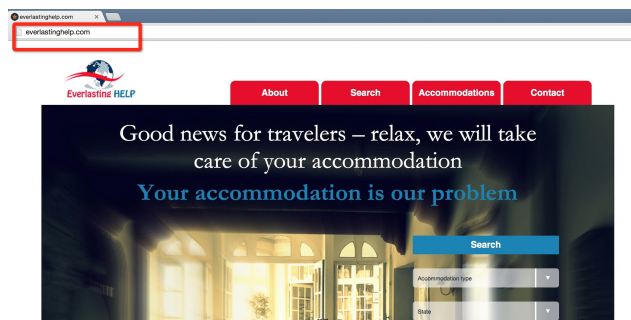 everlastinghelp.com
everlastinghelp.com
Everlasting HELP
About Search Accommodations Contact
Good news for travelers – relax, we will take
care of your accommodation
Your accommodation is our problem
Search
Accommodation type
State